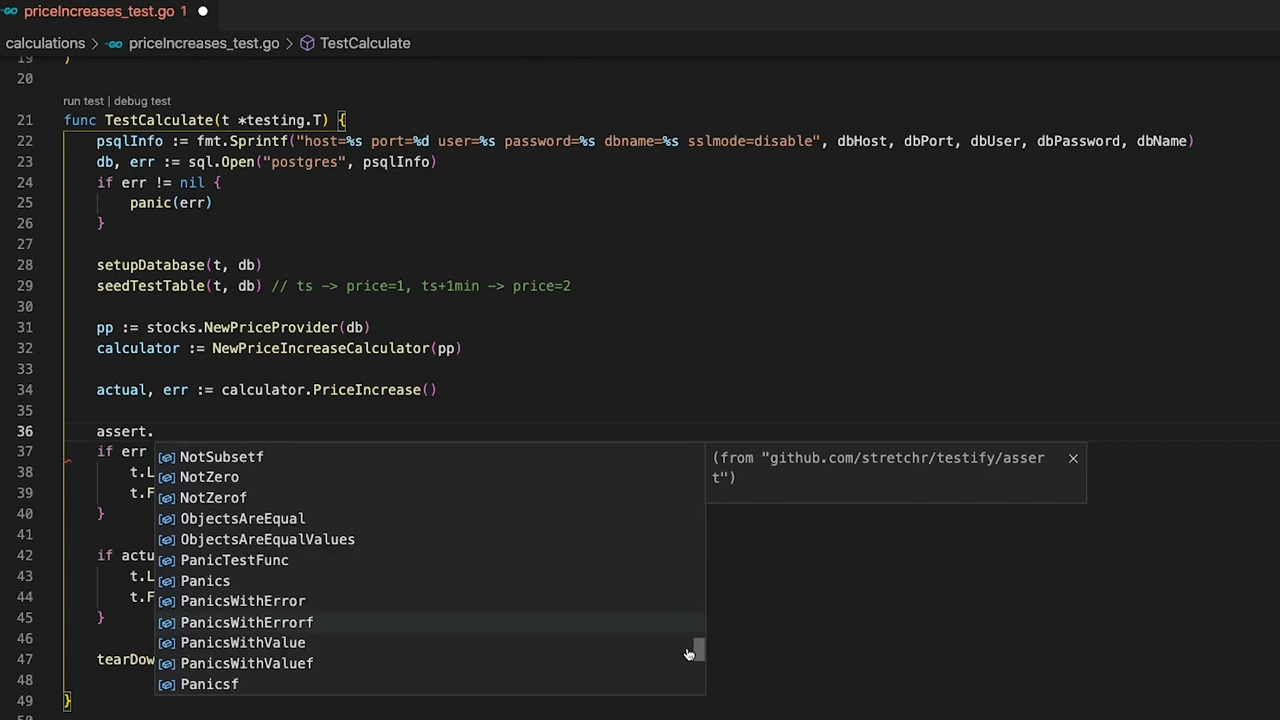 priceIncreases_test.go 1
calculations > priceIncreases_test.go > TestCalculate
19 )
20
run test | debug test
21 func TestCalculate(t *testing.T) {
22 psqlInfo := fmt.Sprintf("host=%s port=%d user=%s password=%s dbname=%s sslmode=disable", dbHost, dbPort, dbUser, dbPassword, dbName)
23 db, err := sql.Open("postgres", psqlInfo)
24 if err != nil {
25 panic(err)
26 }
27
28 setupDatabase(t, db)
29 seedTestTable(t, db) // ts -> price=1, ts+1min -> price=2
30
31 pp := stocks.NewPriceProvider(db)
32 calculator := NewPriceIncreaseCalculator(pp)
33
34 actual, err := calculator.PriceIncrease()
35
36 assert.
37 if err
38 t.L
39 t.F
40 }
41
42 if actu
43 t.L
44 t.F
45 }
46
47 tearDow
48
49 }
50
NotSubsetf
NotZero
NotZerof
ObjectsAreEqual
ObjectsAreEqualValues
PanicTestFunc
Panics
PanicsWithError
PanicsWithErrorf
PanicsWithValue
PanicsWithValuef
Panicsf
(from "github.com/stretchr/testify/asser
t")